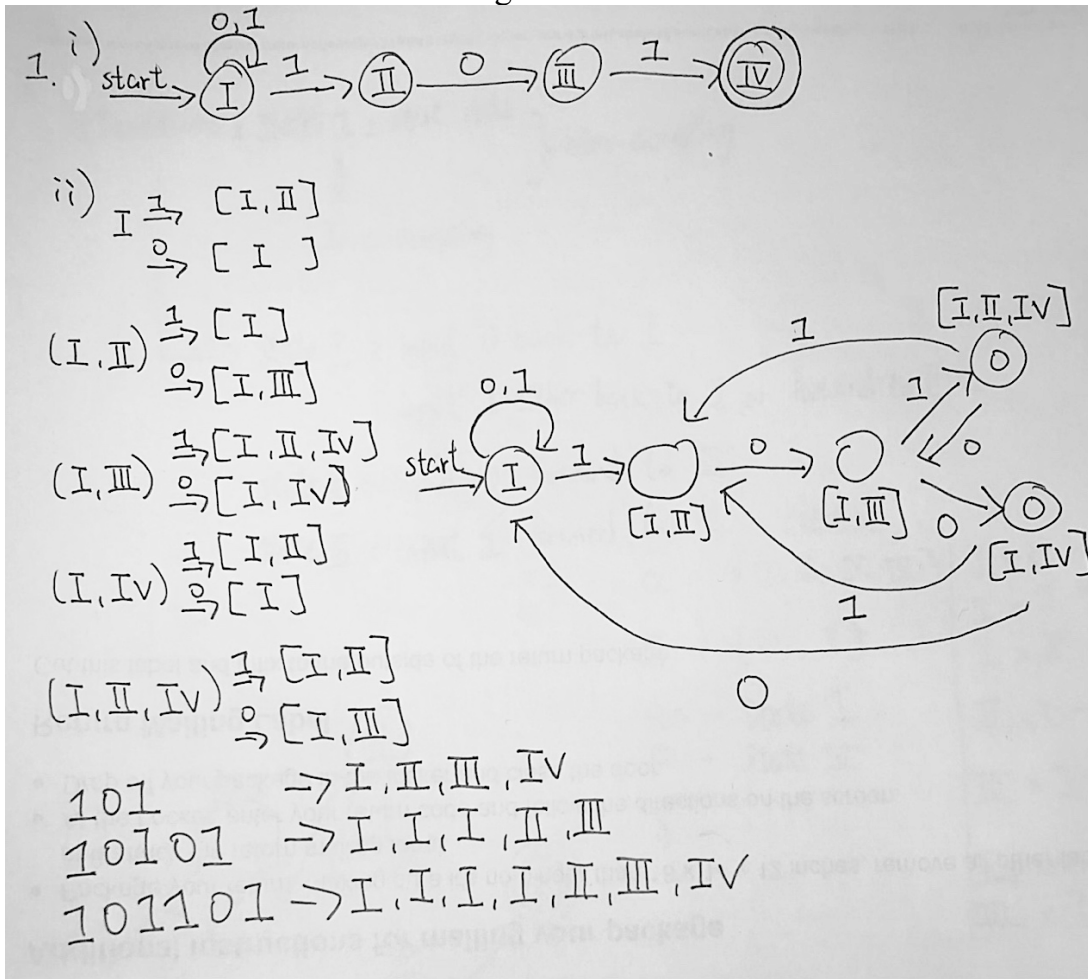 1. i) start 0,1 I 1 II 0 III 1 IV
ii) I 1→ [I,II]
0→ [ I ]
(I,II) 1→ [I]
0→ [I,III]
(I,III) 1→ [I,II,IV]
0→ [I,IV]
(I,IV) 1→ [I,II]
0→ [I]
(I,II,IV) 1→ [I,II]
0→ [I,III]
101 → I,II,III,IV
10101 → I,I,I,II,III
101101 → I,I,I,I,II,III,IV
[I,II,IV]
1
0
0,1
1
0
start
I
1
0
0
[I,II]
[I,III]
0
0
[I,IV]
1
0